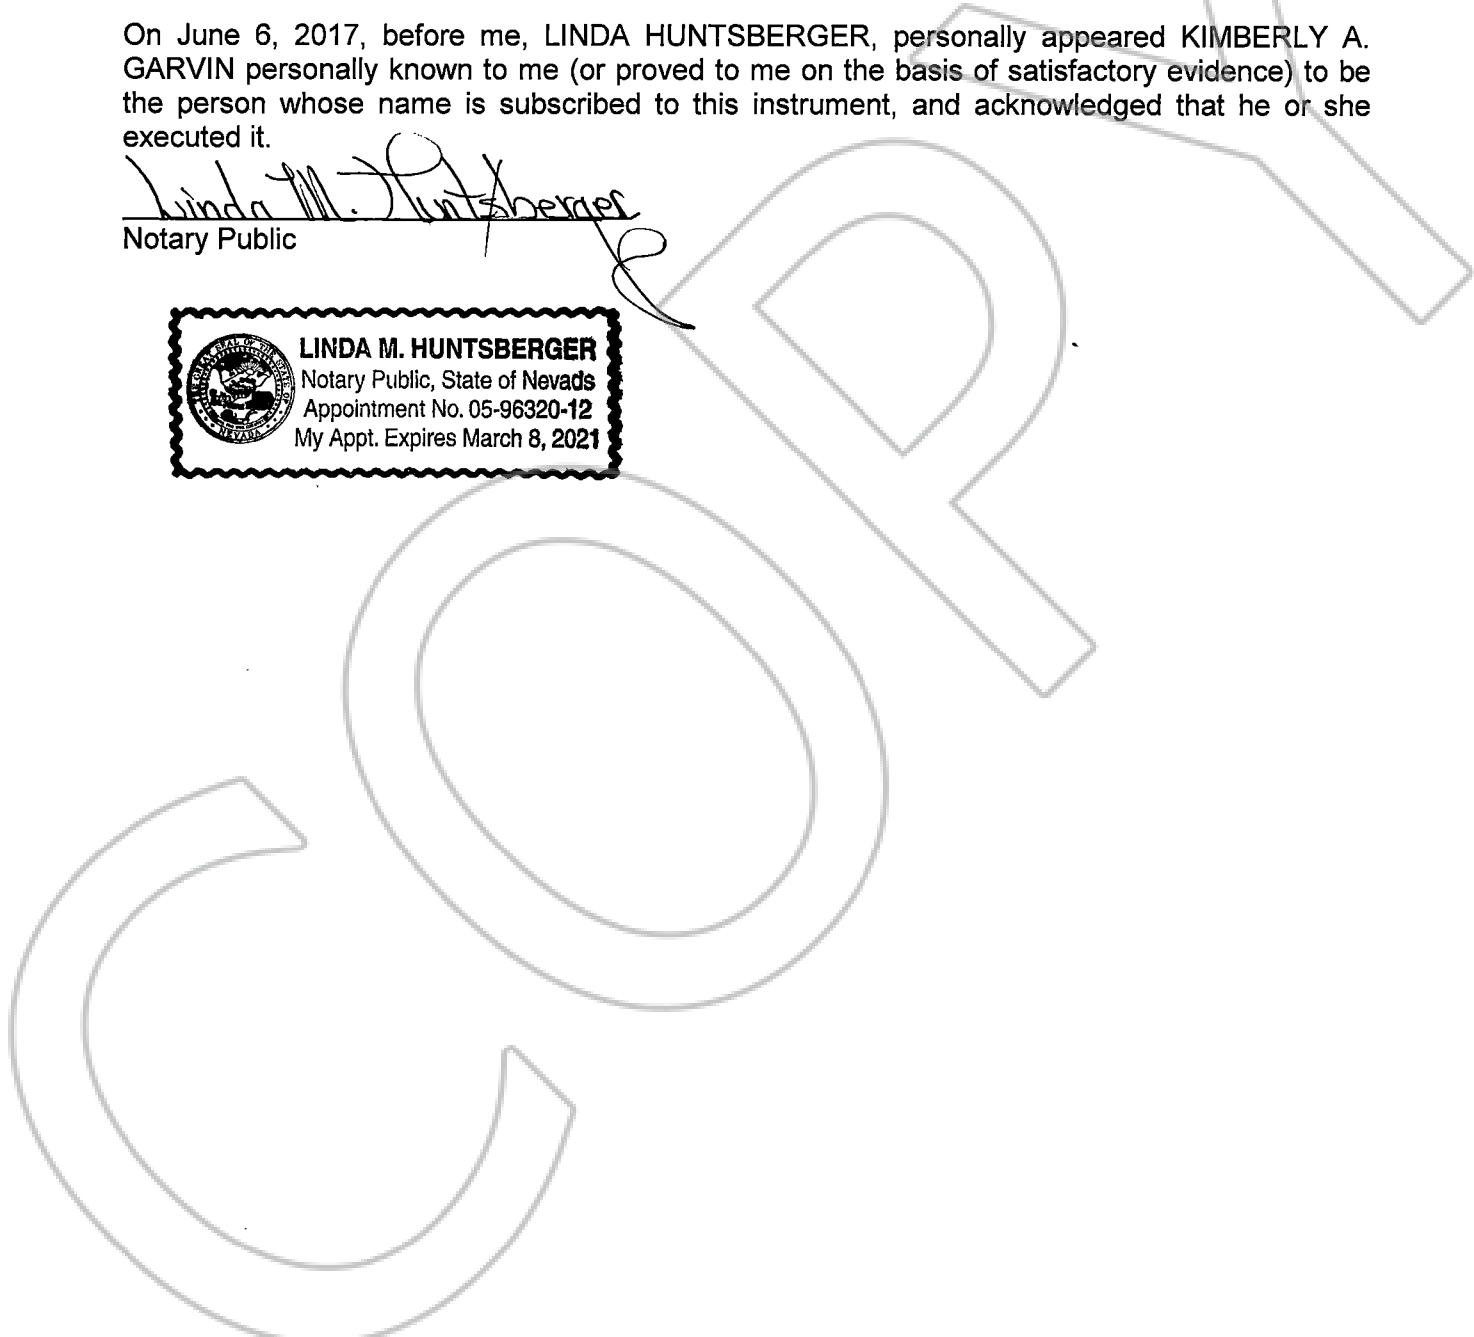 On June 6, 2017, before me, LINDA HUNTSBERGER, personally appeared KIMBERLY A.
GARVIN personally known to me (or proved to me on the basis of satisfactory evidence) to be
the person whose name is subscribed to this instrument, and acknowledged that he or she
executed it.
Linda M. Huntsberger
Notary Public
LINDA M. HUNTSBERGER
Notary Public, State of Nevads
Appointment No. 05-96320-12
My Appt. Expires March 8, 2021
NEVADA
COPY